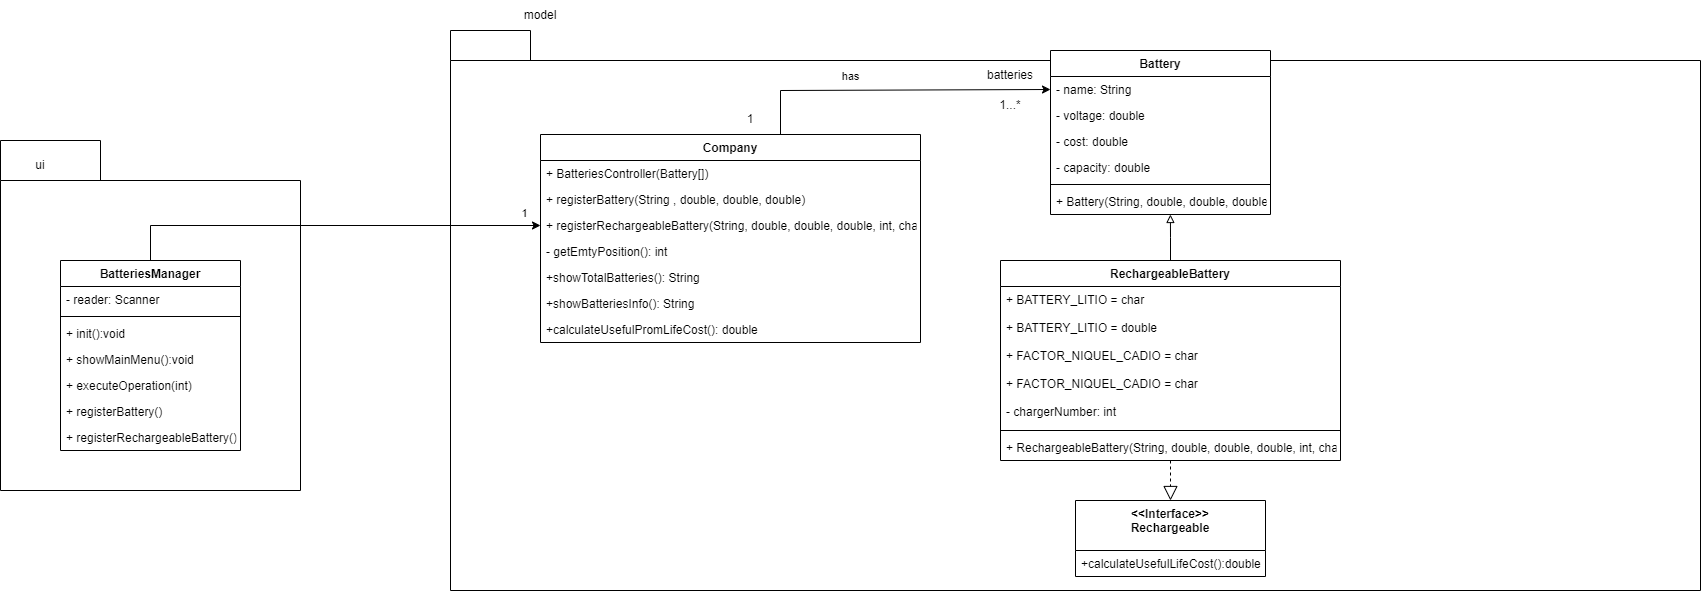 model
ui
BatteriesManager
- reader: Scanner
+ init():void
+ showMainMenu():void
+ executeOperation(int)
+ registerBattery()
+ registerRechargeableBattery()
1
Company
+ BatteriesController(Battery[])
+ registerBattery(String , double, double, double)
+ registerRechargeableBattery(String, double, double, double, int, cha
- getEmtyPosition(): int
+showTotalBatteries(): String
+showBatteriesInfo(): String
+calculateUsefulPromLifeCost(): double
1
has
batteries
1...*
Battery
- name: String
- voltage: double
- cost: double
- capacity: double
+ Battery(String, double, double, double
RechargeableBattery
+ BATTERY_LITIO = char
+ BATTERY_LITIO = double
+ FACTOR_NIQUEL_CADIO = char
+ FACTOR_NIQUEL_CADIO = char
- chargerNumber: int
+ RechargeableBattery(String, double, double, double, int, cha
<<Interface>>
Rechargeable
+calculateUsefulLifeCost():double